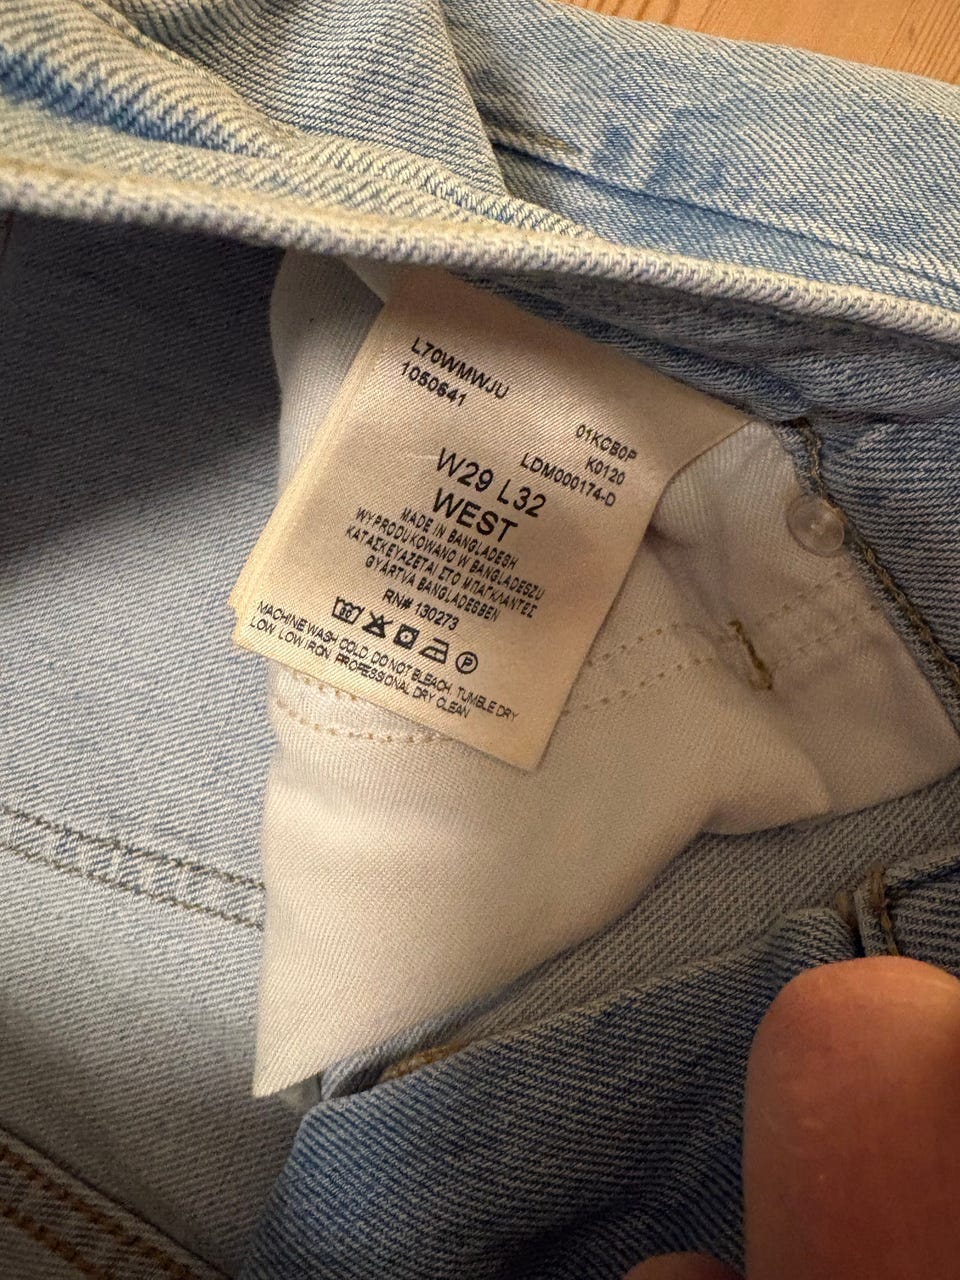 L70WMWJU
1050641
01KCB0P
K0120
LDM000174-D
W29 L32
WEST
MADE IN BANGLADESH
WYPRODUKOWANO W BANGLADESZU
ΚΑΤΑΣΚΕΥΑΖΕΤΑΙ ΣΤΟ ΜΠΑΓΚΛΑΝΤΕΣ
GYÁRTVA BANGLADESBEN
RN# 130273
MACHINE WASH COLD, DO NOT BLEACH, TUMBLE DRY
LOW, LOW IRON, PROFESSIONAL DRY CLEAN